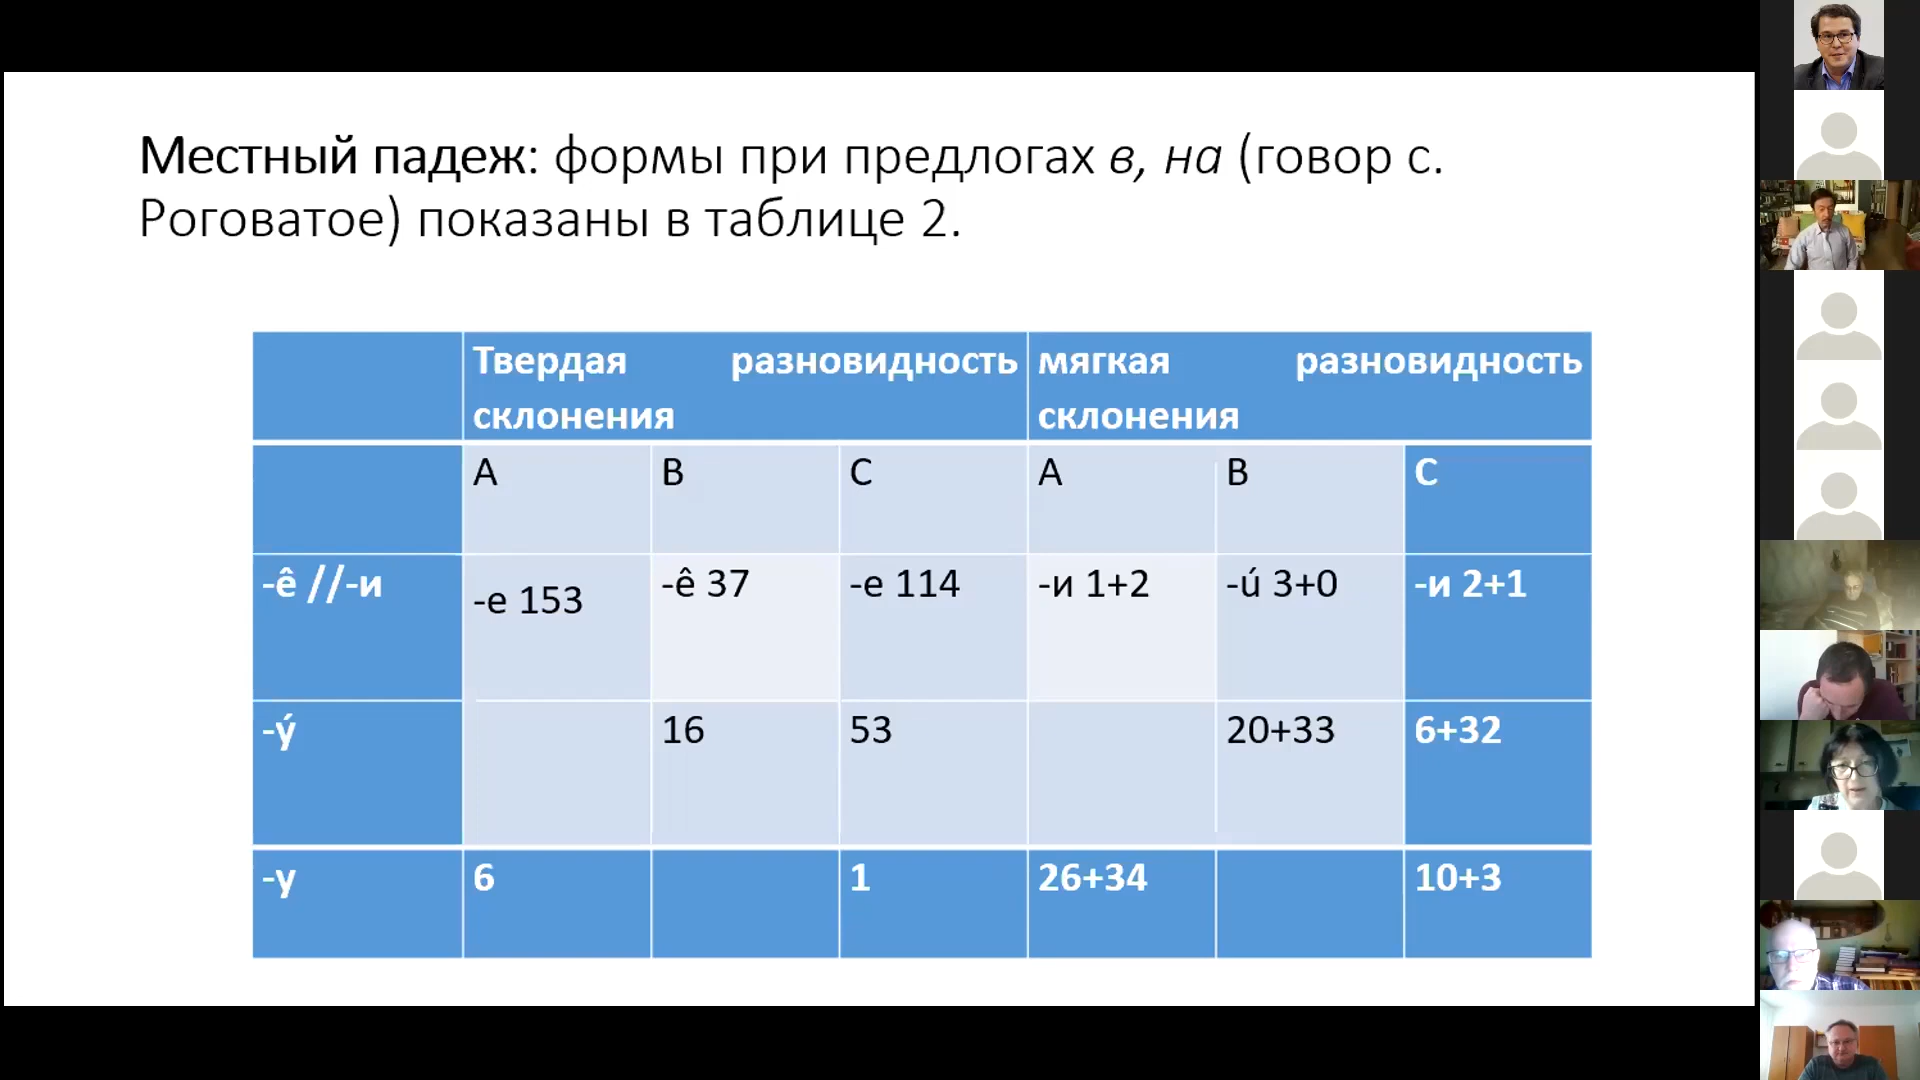 Местный падеж: формы при предлогах в, на (говор с.
Роговатое) показаны в таблице 2.
Твердая разновидность
склонения
мягкая разновидность
склонения
А В С А В С
-ê //-и -е 153 -ê 37 -е 114 -и 1+2 -ú 3+0 -и 2+1
-ý 16 53 20+33 6+32
-у 6 1 26+34 10+3